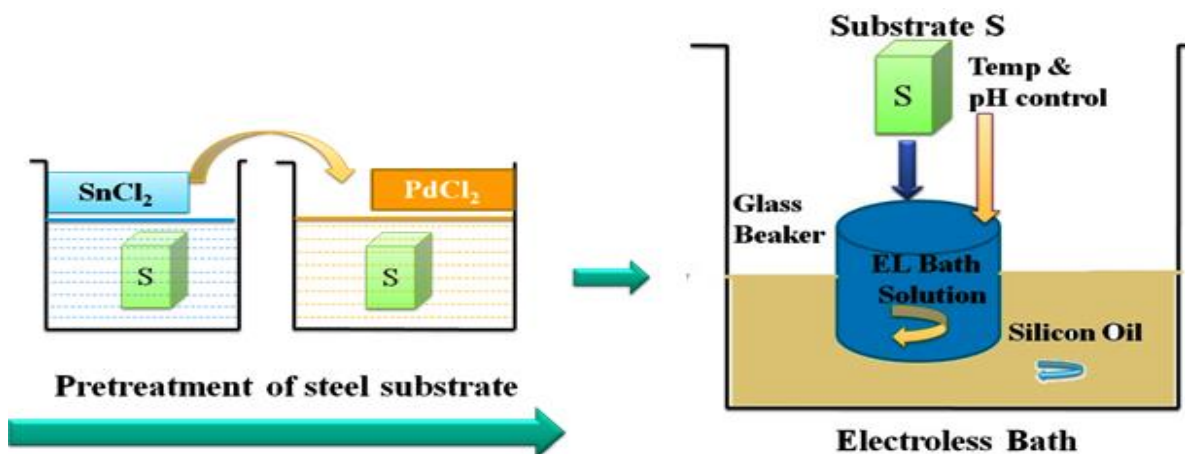 SnCl₂
PdCl₂
S
S
Pretreatment of steel substrate
Substrate S
S
Temp &
pH control
Glass
Beaker
EL Bath
Solution
Silicon Oil
Electroless Bath